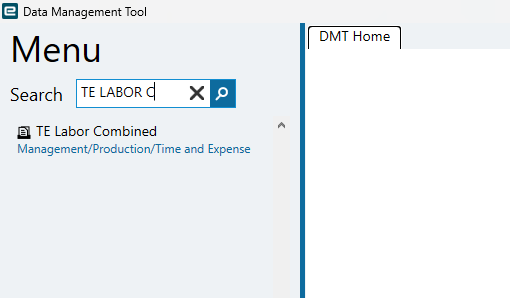 Data Management Tool
Menu
DMT Home
Search TE LABOR C
TE Labor Combined
Management/Production/Time and Expense